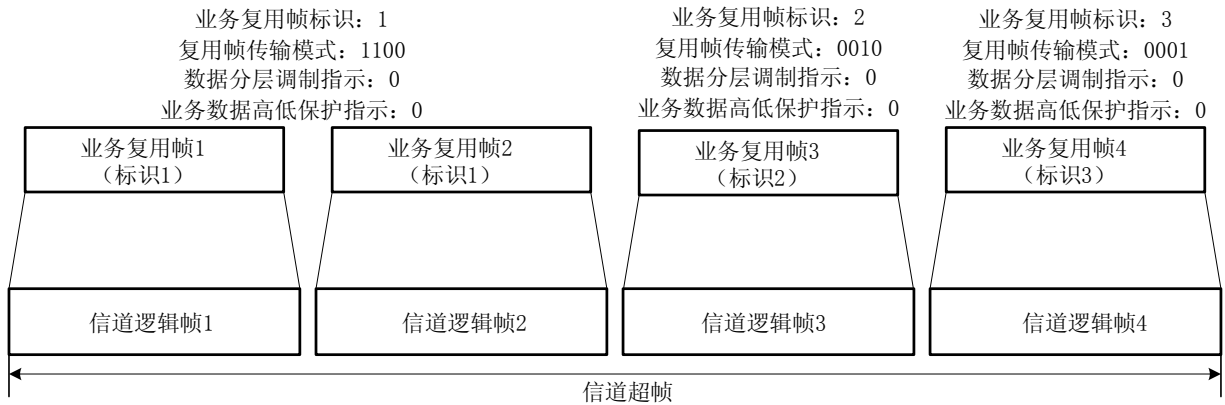 业务复用帧标识：1
复用帧传输模式：1100
数据分层调制指示：0
业务数据高低保护指示：0
业务复用帧标识：2
复用帧传输模式：0010
数据分层调制指示：0
业务数据高低保护指示：0
业务复用帧标识：3
复用帧传输模式：0001
数据分层调制指示：0
业务数据高低保护指示：0
业务复用帧1
（标识1）
业务复用帧2
（标识1）
业务复用帧3
（标识2）
业务复用帧4
（标识3）
信道逻辑帧1
信道逻辑帧2
信道逻辑帧3
信道逻辑帧4
信道超帧